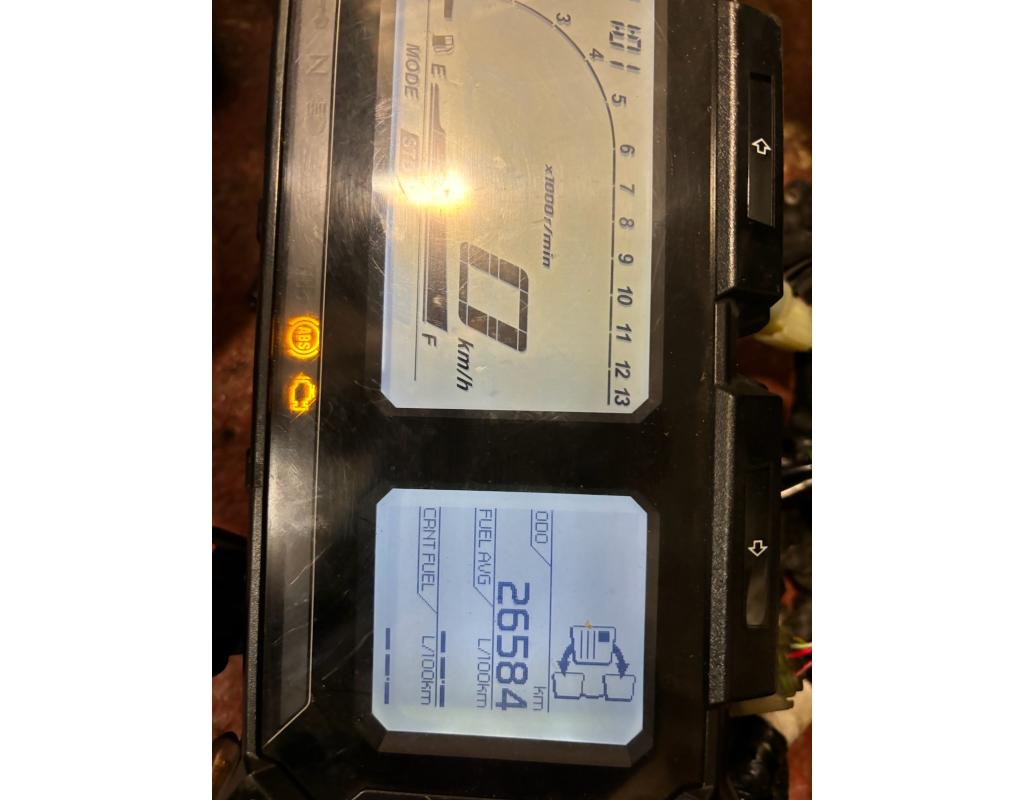 3 4 5 6 7 8 9 10 11 12 13
x1000r/min
0 km/h
E F
MODE
N
ABS
ODO
26584 km
FUEL AVG
--.- L/100km
CRNT FUEL
--.- L/100km